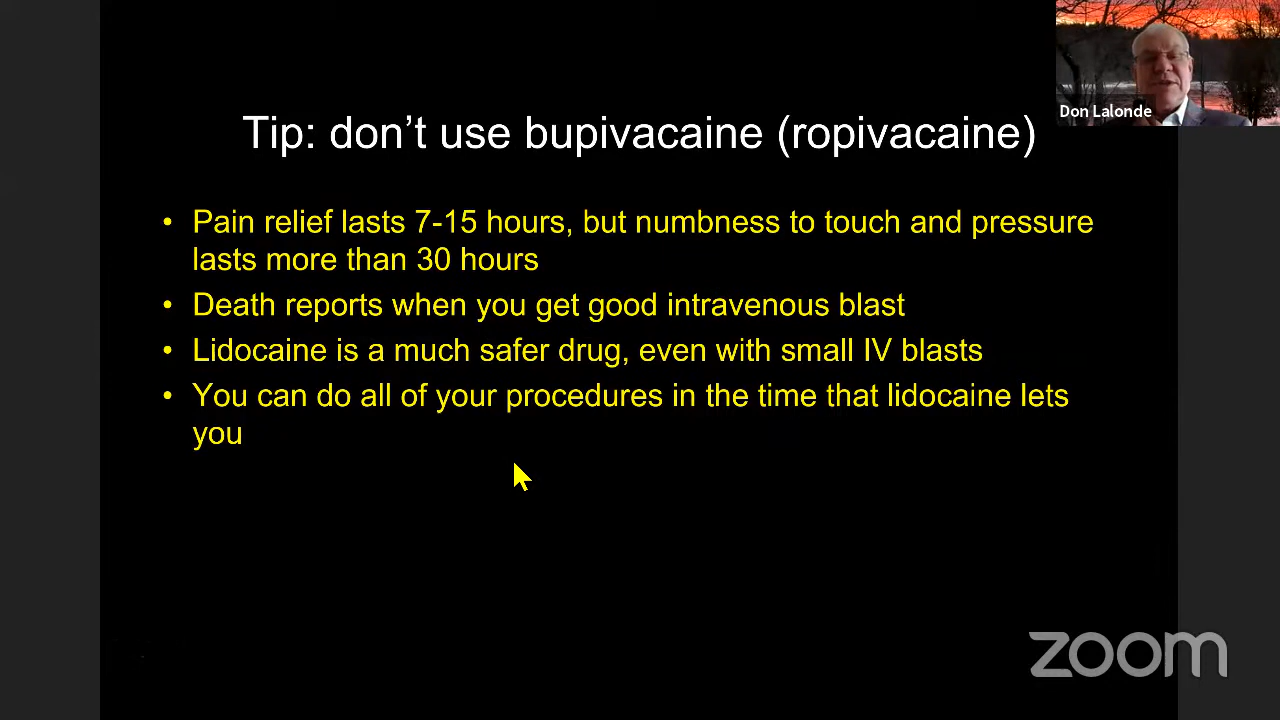 Don Lalonde
Tip: don't use bupivacaine (ropivacaine)
• Pain relief lasts 7-15 hours, but numbness to touch and pressure
lasts more than 30 hours
• Death reports when you get good intravenous blast
• Lidocaine is a much safer drug, even with small IV blasts
• You can do all of your procedures in the time that lidocaine lets
you
zoom